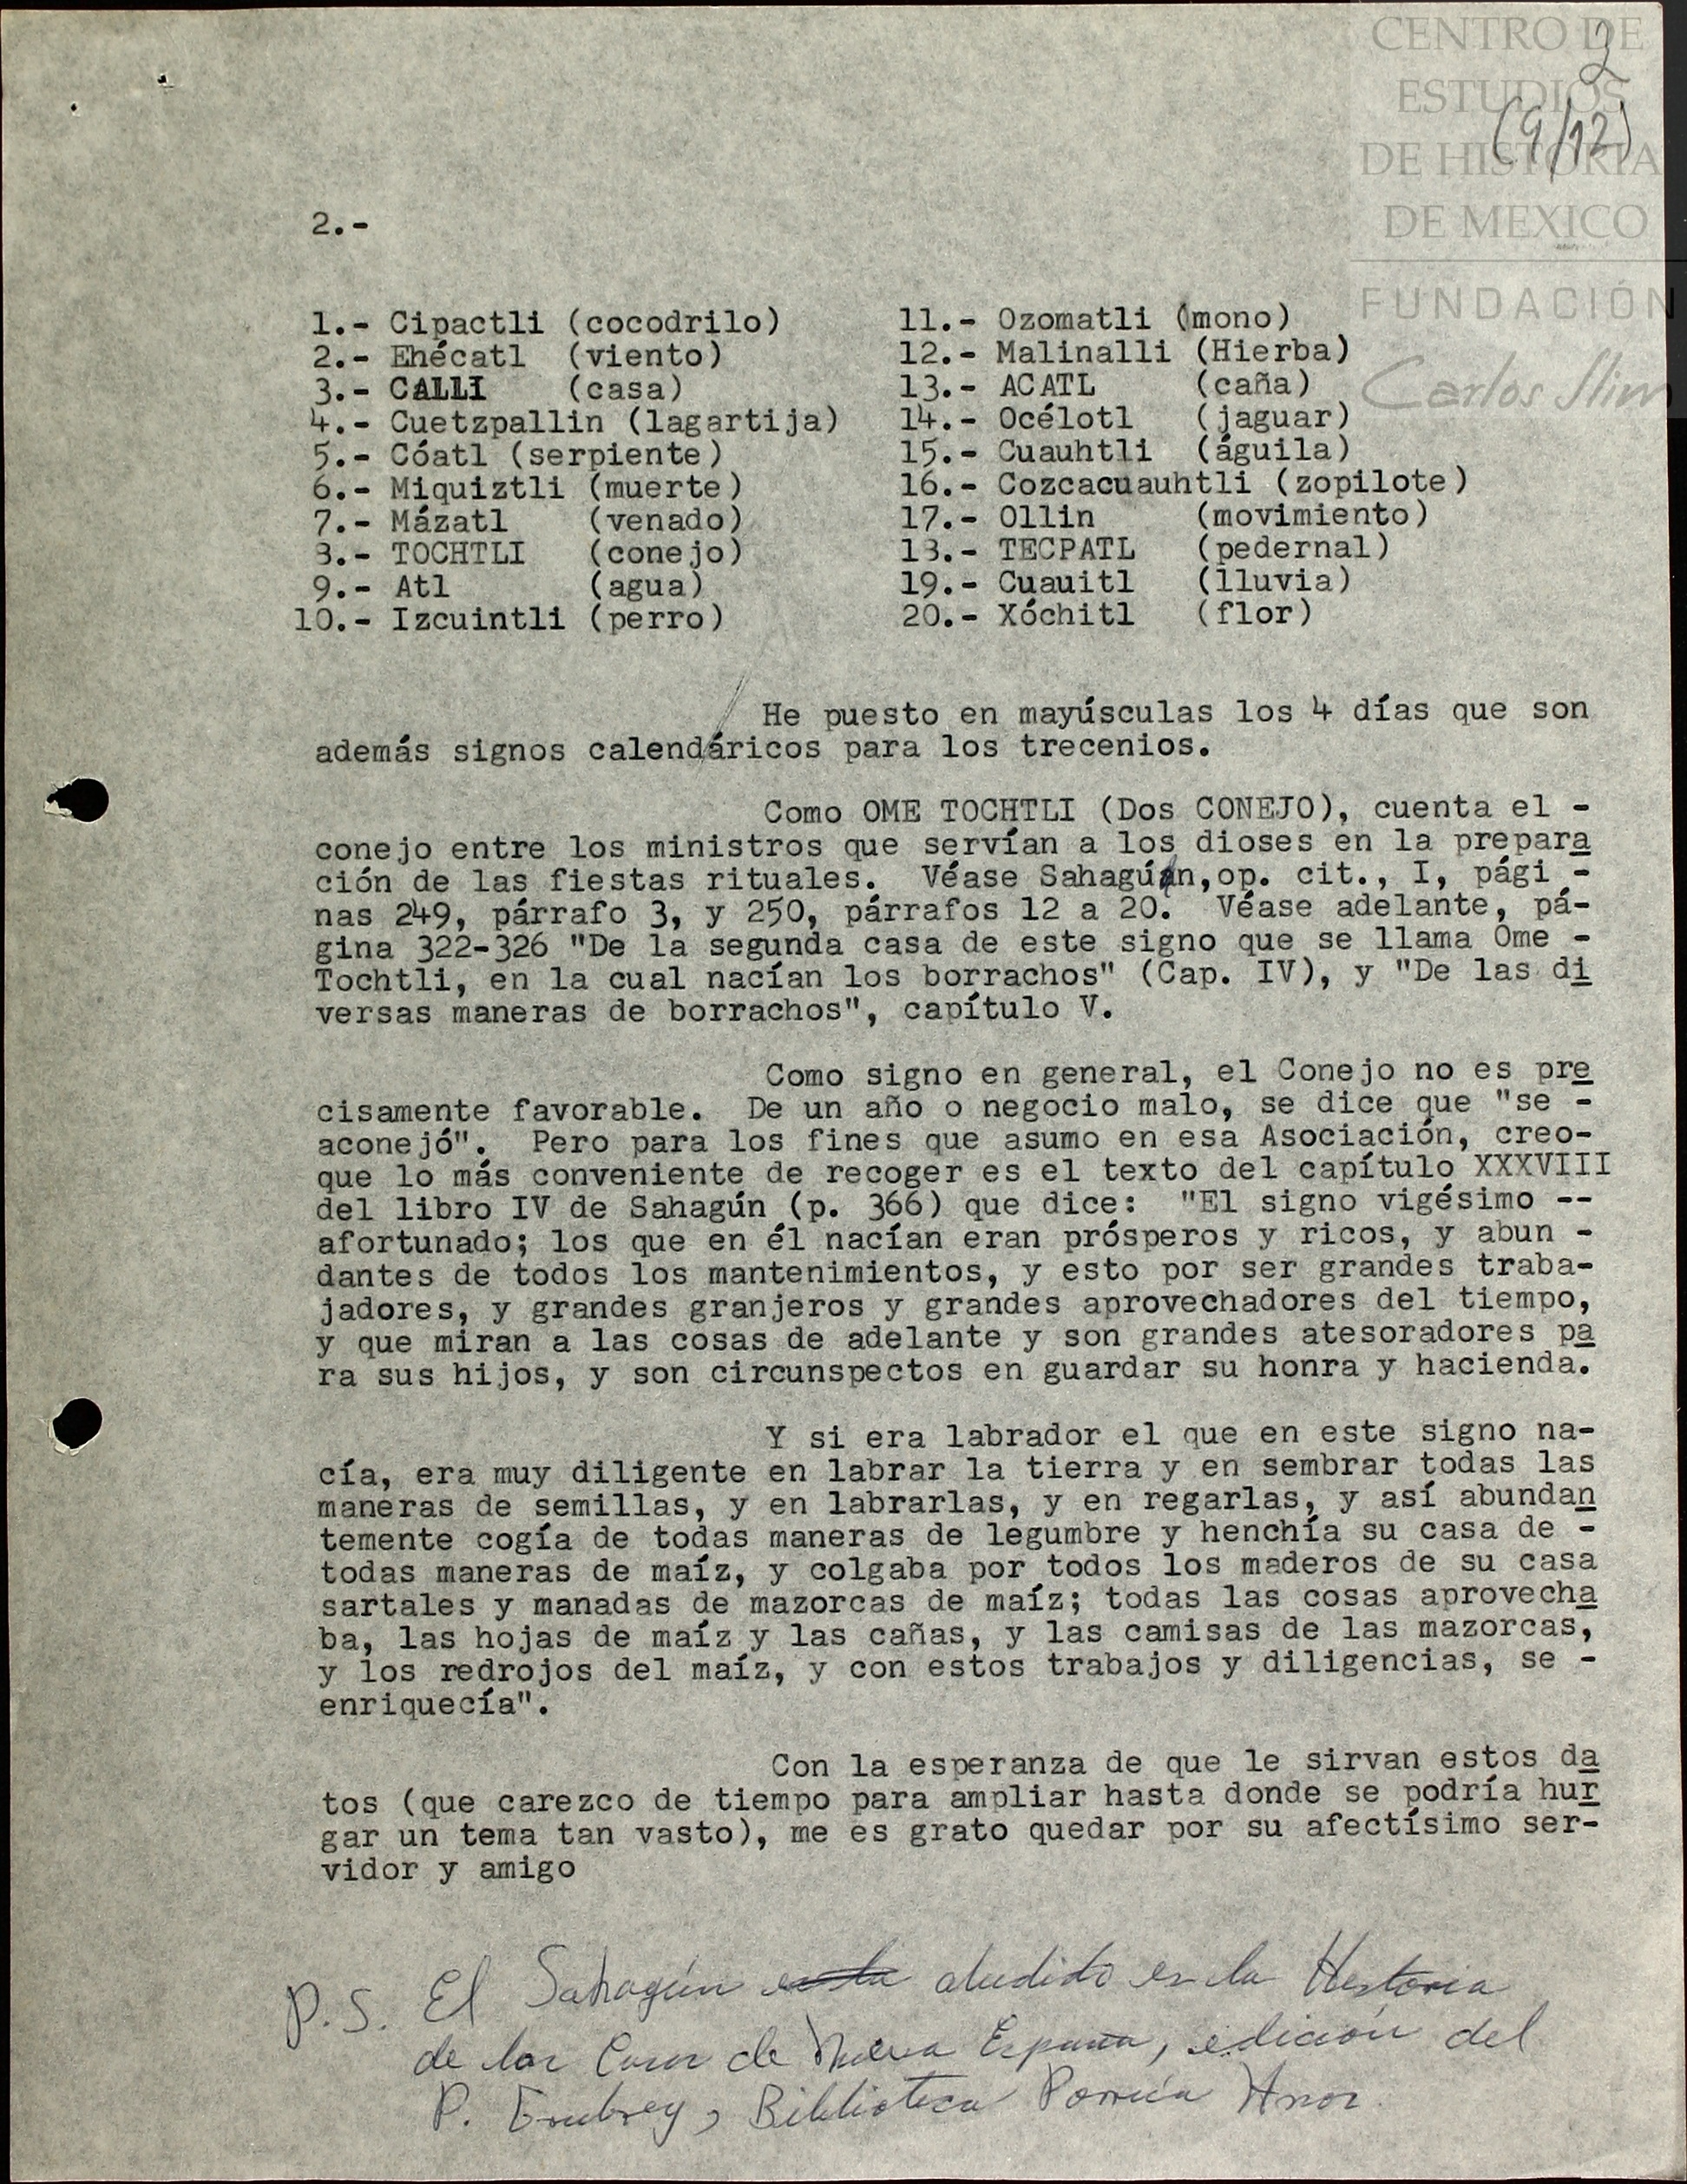 CENTRO DE
ESTUDIOS
DE HISTORIA
DE MEXICO
FUNDACIÓN
Carlos Slim
2
(9/12)
2.-
1.- Cipactli (cocodrilo)
2.- Ehécatl (viento)
3.- CALLI (casa)
4.- Cuetzpallin (lagartija)
5.- Cóatl (serpiente)
6.- Miquiztli (muerte)
7.- Mázatl (venado)
8.- TOCHTLI (conejo)
9.- Atl (agua)
10.- Izcuintli (perro)
11.- Ozomatli (mono)
12.- Malinalli (Hierba)
13.- ACATL (caña)
14.- Océlotl (jaguar)
15.- Cuauhtli (águila)
16.- Cozcacuauhtli (zopilote)
17.- Ollin (movimiento)
18.- TECPATL (pedernal)
19.- Cuauitl (lluvia)
20.- Xóchitl (flor)
He puesto en mayúsculas los 4 días que son
además signos calendáricos para los trecenios.
Como OME TOCHTLI (Dos CONEJO), cuenta el -
conejo entre los ministros que servían a los dioses en la prepara
ción de las fiestas rituales. Véase Sahagún,op. cit., I, pági -
nas 249, párrafo 3, y 250, párrafos 12 a 20. Véase adelante, pá-
gina 322-326 "De la segunda casa de este signo que se llama Ome -
Tochtli, en la cual nacían los borrachos" (Cap. IV), y "De las di
versas maneras de borrachos", capítulo V.
Como signo en general, el Conejo no es pre
cisamente favorable. De un año o negocio malo, se dice que "se -
aconejó". Pero para los fines que asumo en esa Asociación, creo-
que lo más conveniente de recoger es el texto del capítulo XXXVIII
del libro IV de Sahagún (p. 366) que dice: "El signo vigésimo --
afortunado; los que en él nacían eran prósperos y ricos, y abun -
dantes de todos los mantenimientos, y esto por ser grandes traba-
jadores, y grandes granjeros y grandes aprovechadores del tiempo,
y que miran a las cosas de adelante y son grandes atesoradores pa
ra sus hijos, y son circunspectos en guardar su honra y hacienda.
Y si era labrador el que en este signo na-
cía, era muy diligente en labrar la tierra y en sembrar todas las
maneras de semillas, y en labrarlas, y en regarlas, y así abundan
temente cogía de todas maneras de legumbre y henchía su casa de -
todas maneras de maíz, y colgaba por todos los maderos de su casa
sartales y manadas de mazorcas de maíz; todas las cosas aprovecha
ba, las hojas de maíz y las cañas, y las camisas de las mazorcas,
y los redrojos del maíz, y con estos trabajos y diligencias, se -
enriquecía".
Con la esperanza de que le sirvan estos da
tos (que carezco de tiempo para ampliar hasta donde se podría hur
gar un tema tan vasto), me es grato quedar por su afectísimo ser-
vidor y amigo
P.S. El Sahagún aludido es la Historia
de las Cosas de Nueva España, edición del
P. Biblioteca Porrúa Hnos.